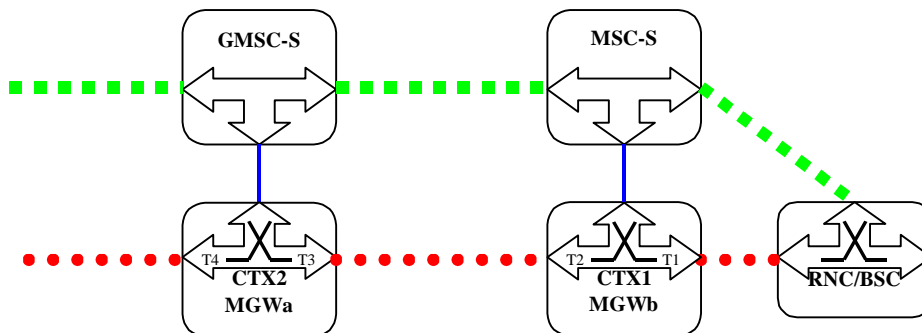 GMSC-S
MSC-S
T4
T3
CTX2
MGWa
T2
T1
CTX1
MGWb
RNC/BSC